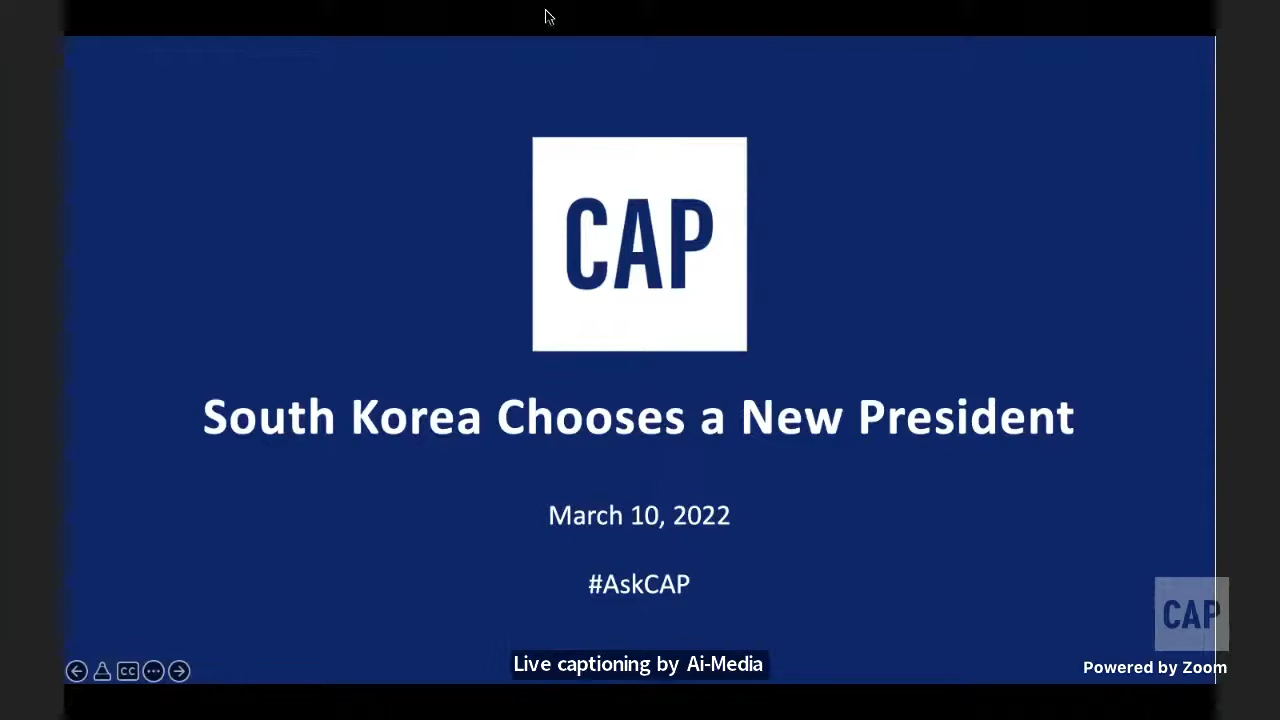 CAP
South Korea Chooses a New President
March 10, 2022
#AskCAP
CAP
CC
Live captioning by Ai-Media
Powered by Zoom